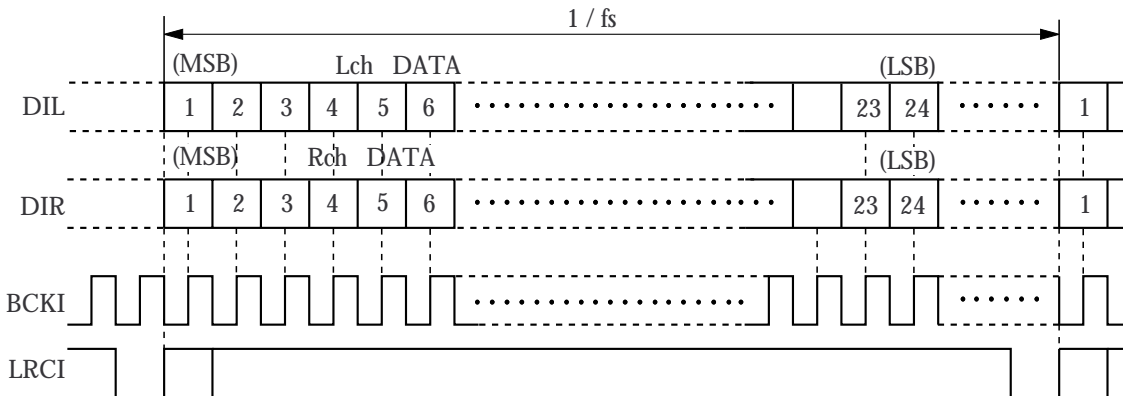 1 / fs
(MSB) Lch DATA (LSB)
DIL 1 2 3 4 5 6 23 24 1
(MSB) Rch DATA (LSB)
DIR 1 2 3 4 5 6 23 24 1
BCKI
LRCI